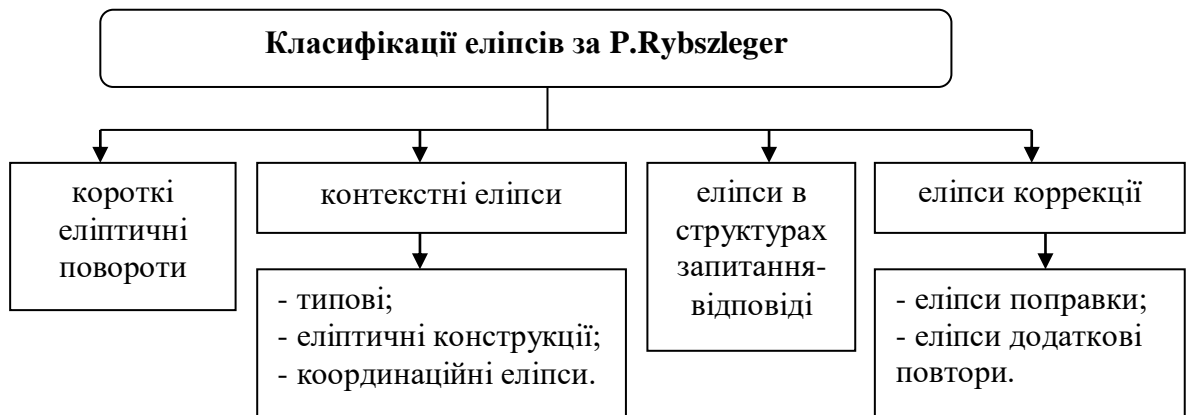 Класифікації еліпсів за P.Rybszleger
короткі
еліптичні
повороти
контекстні еліпси
- типові;
- еліптичні конструкції;
- координаційні еліпси.
еліпси в
структурах
запитання-
відповіді
еліпси коррекції
- еліпси поправки;
- еліпси додаткові
повтори.